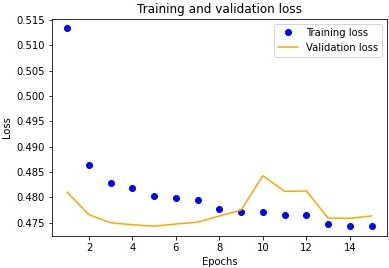 Training and validation loss
0.515
0.510
0.505
0.500
0.495
0.490
0.485
0.480
0.475
Loss
Training loss
Validation loss
2 4 6 8 10 12 14
Epochs